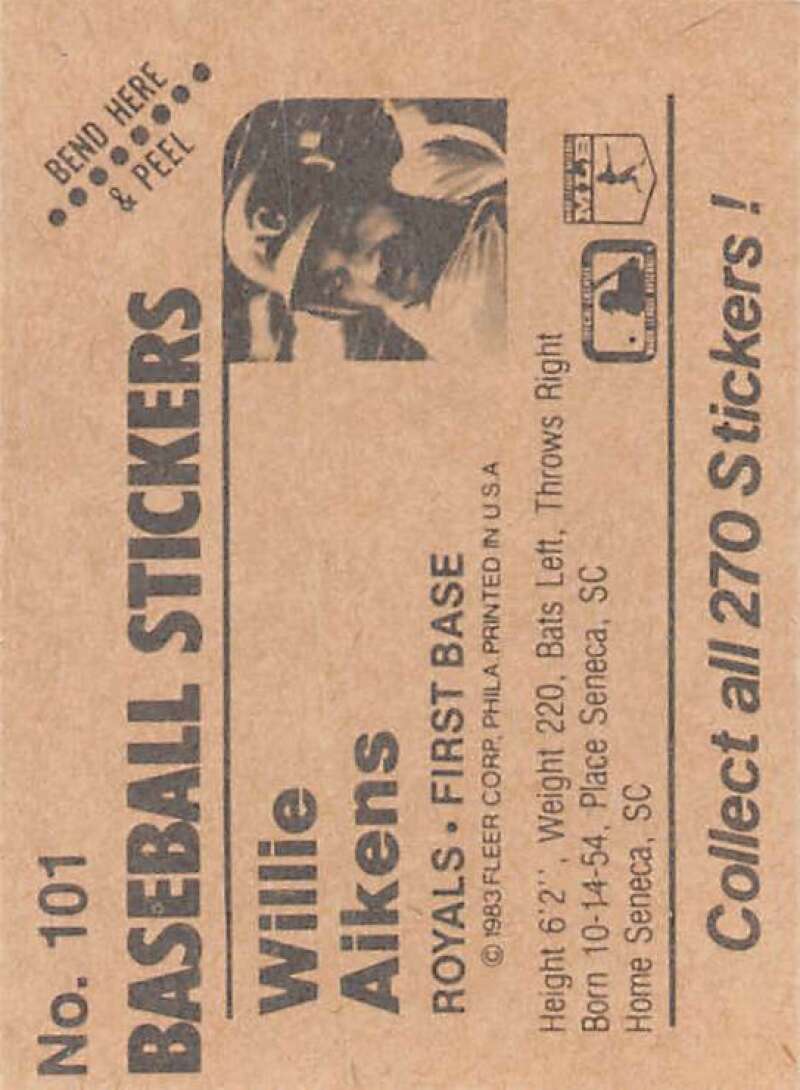 No. 101
BEND HERE
& PEEL
BASEBALL STICKERS
KC
Willie
Aikens
ROYALS • FIRST BASE
© 1983 FLEER CORP., PHILA. PRINTED IN U.S.A
Height 6'2'', Weight 220, Bats Left, Throws Right
Born 10-14-54, Place Seneca, SC
Home Seneca, SC
MLB
Collect all 270 Stickers!